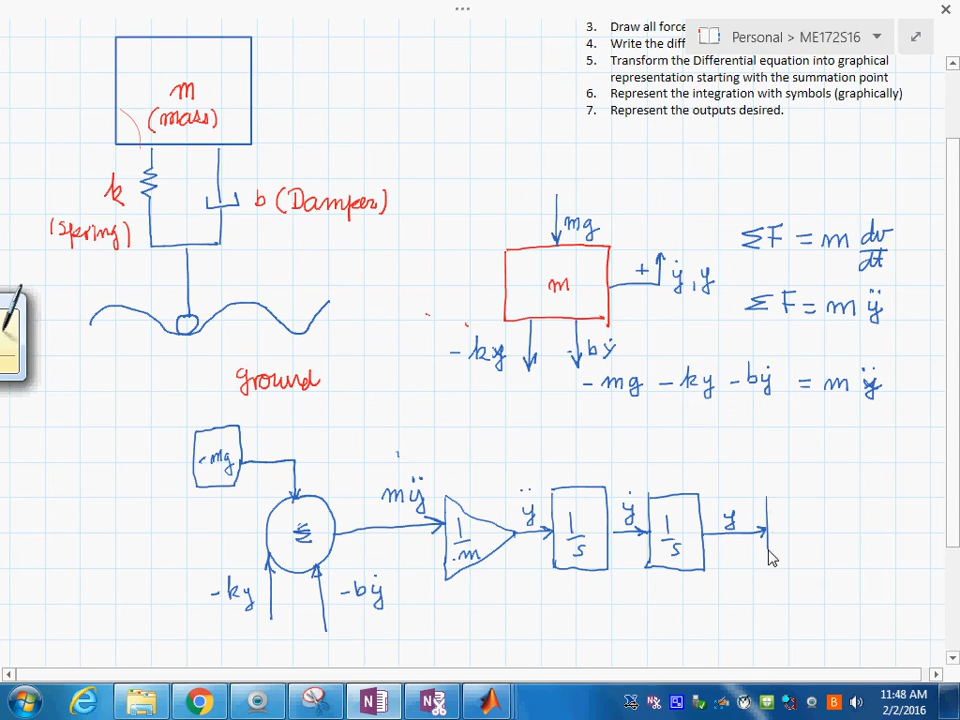 3. Draw all force
4. Write the diff
Personal > ME172S16
5. Transform the Differential equation into graphical
representation starting with the summation point
6. Represent the integration with symbols (graphically)
7. Represent the outputs desired.
m
(mass)
k
(Spring)
b (Damper)
ground
mg
m
+ ẏ, y
- ky
- bẏ
ΣF = m dv/dt
ΣF = m ÿ
- mg - ky - bẏ = m ÿ
- mg
Σ
- ky
- bẏ
mÿ
1/m
ÿ
1/s
ẏ
1/s
y
11:48 AM
2/2/2016